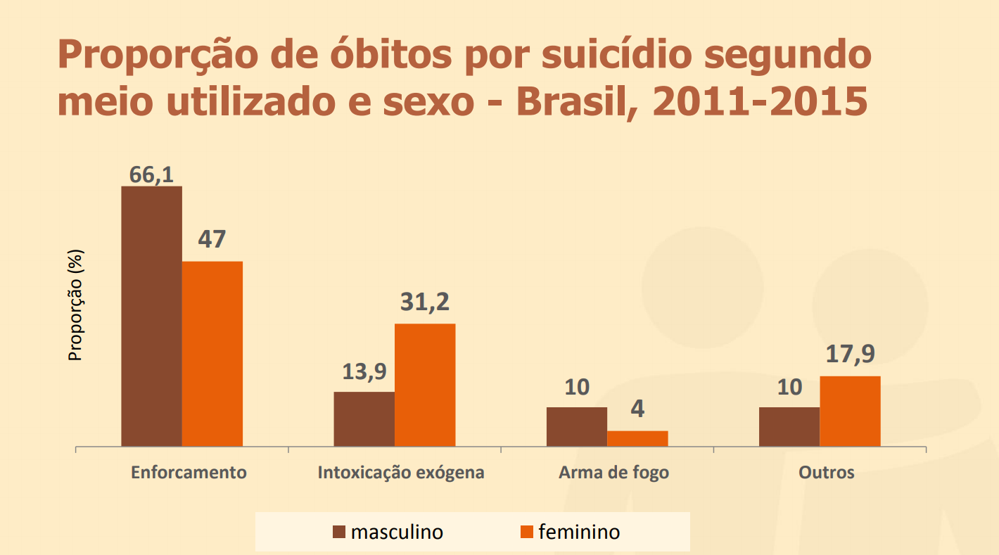 Proporção de óbitos por suicídio segundo
meio utilizado e sexo - Brasil, 2011-2015
Proporção (%)
66,1
47
13,9
31,2
10
4
10
17,9
Enforcamento
Intoxicação exógena
Arma de fogo
Outros
masculino
feminino